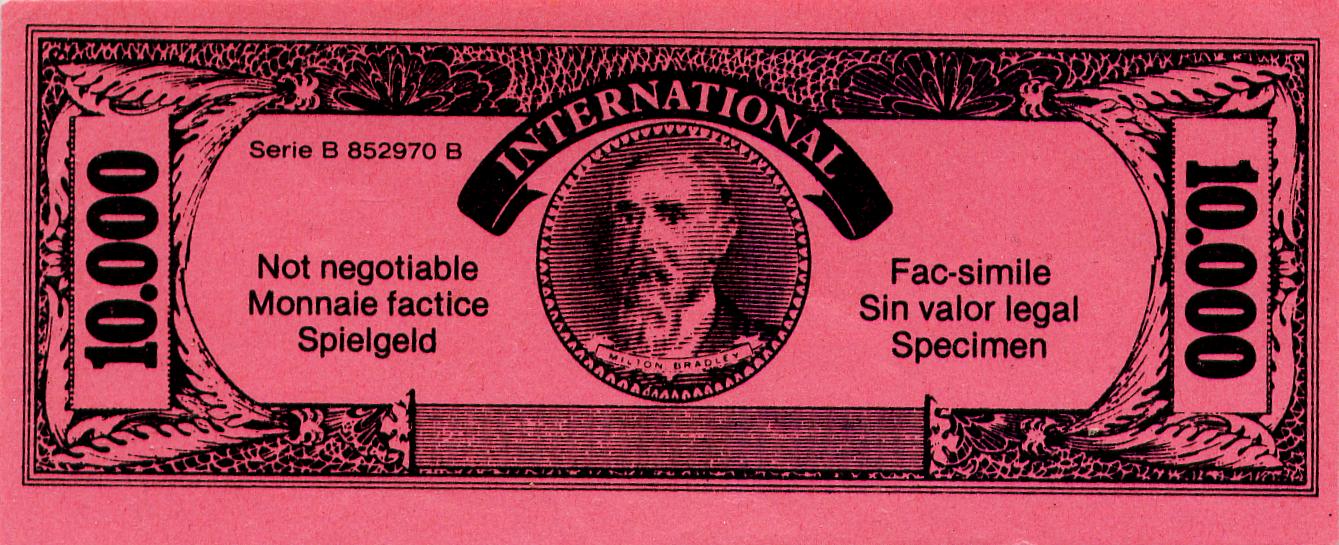 INTERNATIONAL
Serie B 852970 B
10.000
Not negotiable
Monnaie factice
Spielgeld
MILTON BRADLEY
Fac-simile
Sin valor legal
Specimen
10.000